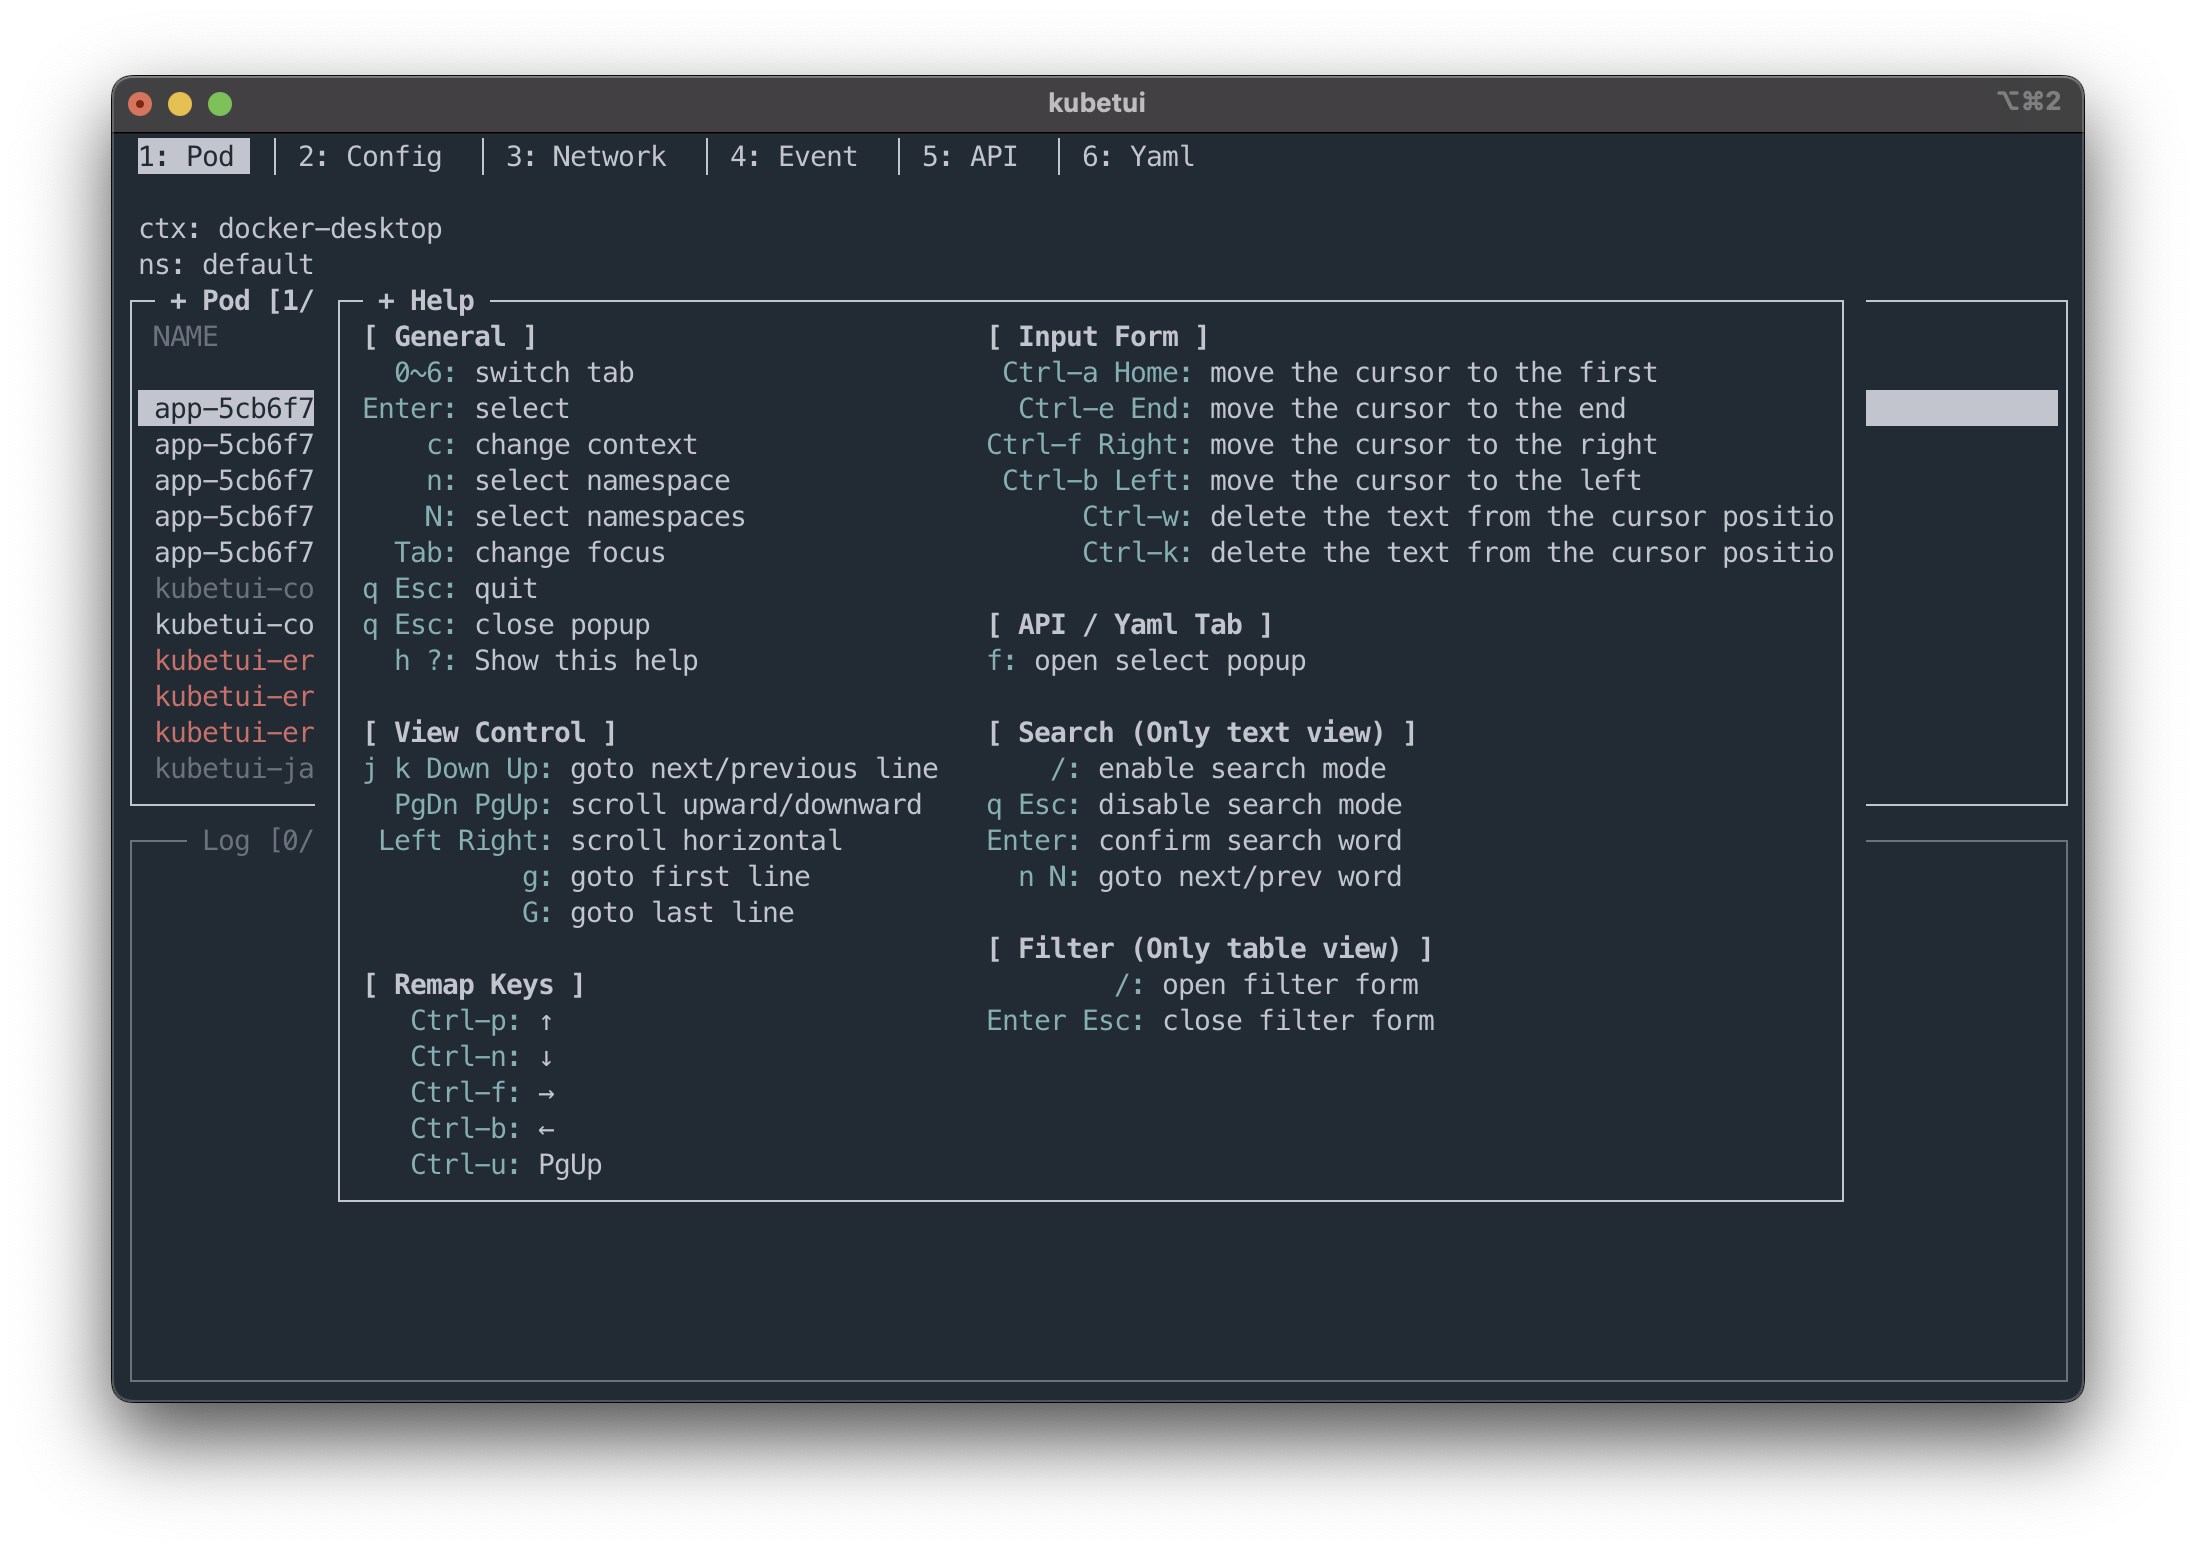 kubetui
⌥⌘2
1: Pod │ 2: Config │ 3: Network │ 4: Event │ 5: API │ 6: Yaml
ctx: docker-desktop
ns: default
+ Pod [1/
NAME
app-5cb6f7
app-5cb6f7
app-5cb6f7
app-5cb6f7
app-5cb6f7
kubetui-co
kubetui-co
kubetui-er
kubetui-er
kubetui-er
kubetui-ja
Log [0/
+ Help
[ General ]
0~6: switch tab
Enter: select
c: change context
n: select namespace
N: select namespaces
Tab: change focus
q Esc: quit
q Esc: close popup
h ?: Show this help
[ View Control ]
j k Down Up: goto next/previous line
PgDn PgUp: scroll upward/downward
Left Right: scroll horizontal
g: goto first line
G: goto last line
[ Remap Keys ]
Ctrl-p: ↑
Ctrl-n: ↓
Ctrl-f: →
Ctrl-b: ←
Ctrl-u: PgUp
[ Input Form ]
Ctrl-a Home: move the cursor to the first
Ctrl-e End: move the cursor to the end
Ctrl-f Right: move the cursor to the right
Ctrl-b Left: move the cursor to the left
Ctrl-w: delete the text from the cursor positio
Ctrl-k: delete the text from the cursor positio
[ API / Yaml Tab ]
f: open select popup
[ Search (Only text view) ]
/: enable search mode
q Esc: disable search mode
Enter: confirm search word
n N: goto next/prev word
[ Filter (Only table view) ]
/: open filter form
Enter Esc: close filter form